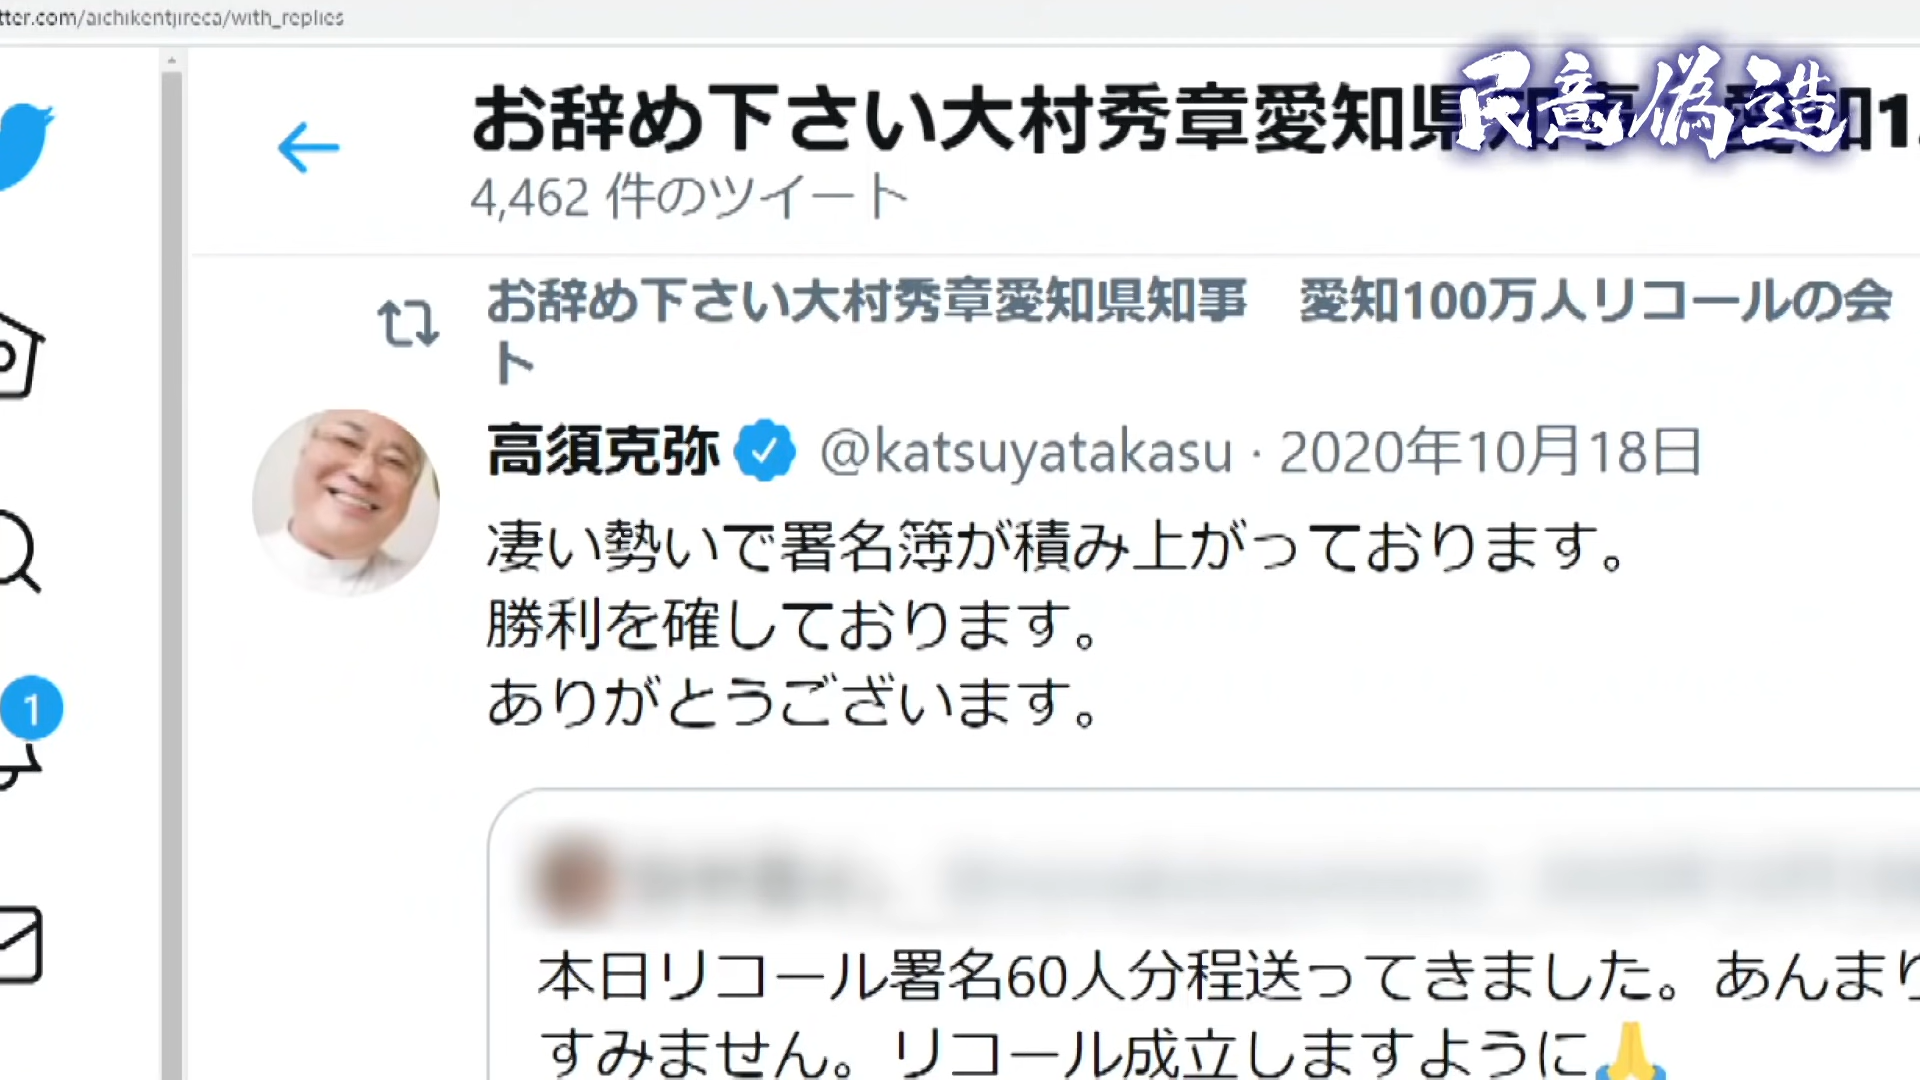 tter.com/aichikentjireca/with_replies
民意偽造
お辞め下さい大村秀章愛知県知事 愛知1
4,462 件のツイート
お辞め下さい大村秀章愛知県知事　愛知100万人リコールの会
ト
高須克弥 @katsuyatakasu · 2020年10月18日
凄い勢いで署名簿が積み上がっております。
勝利を確しております。
ありがとうございます。
1
本日リコール署名60人分程送ってきました。あんまり
すみません。リコール成立しますように🙏